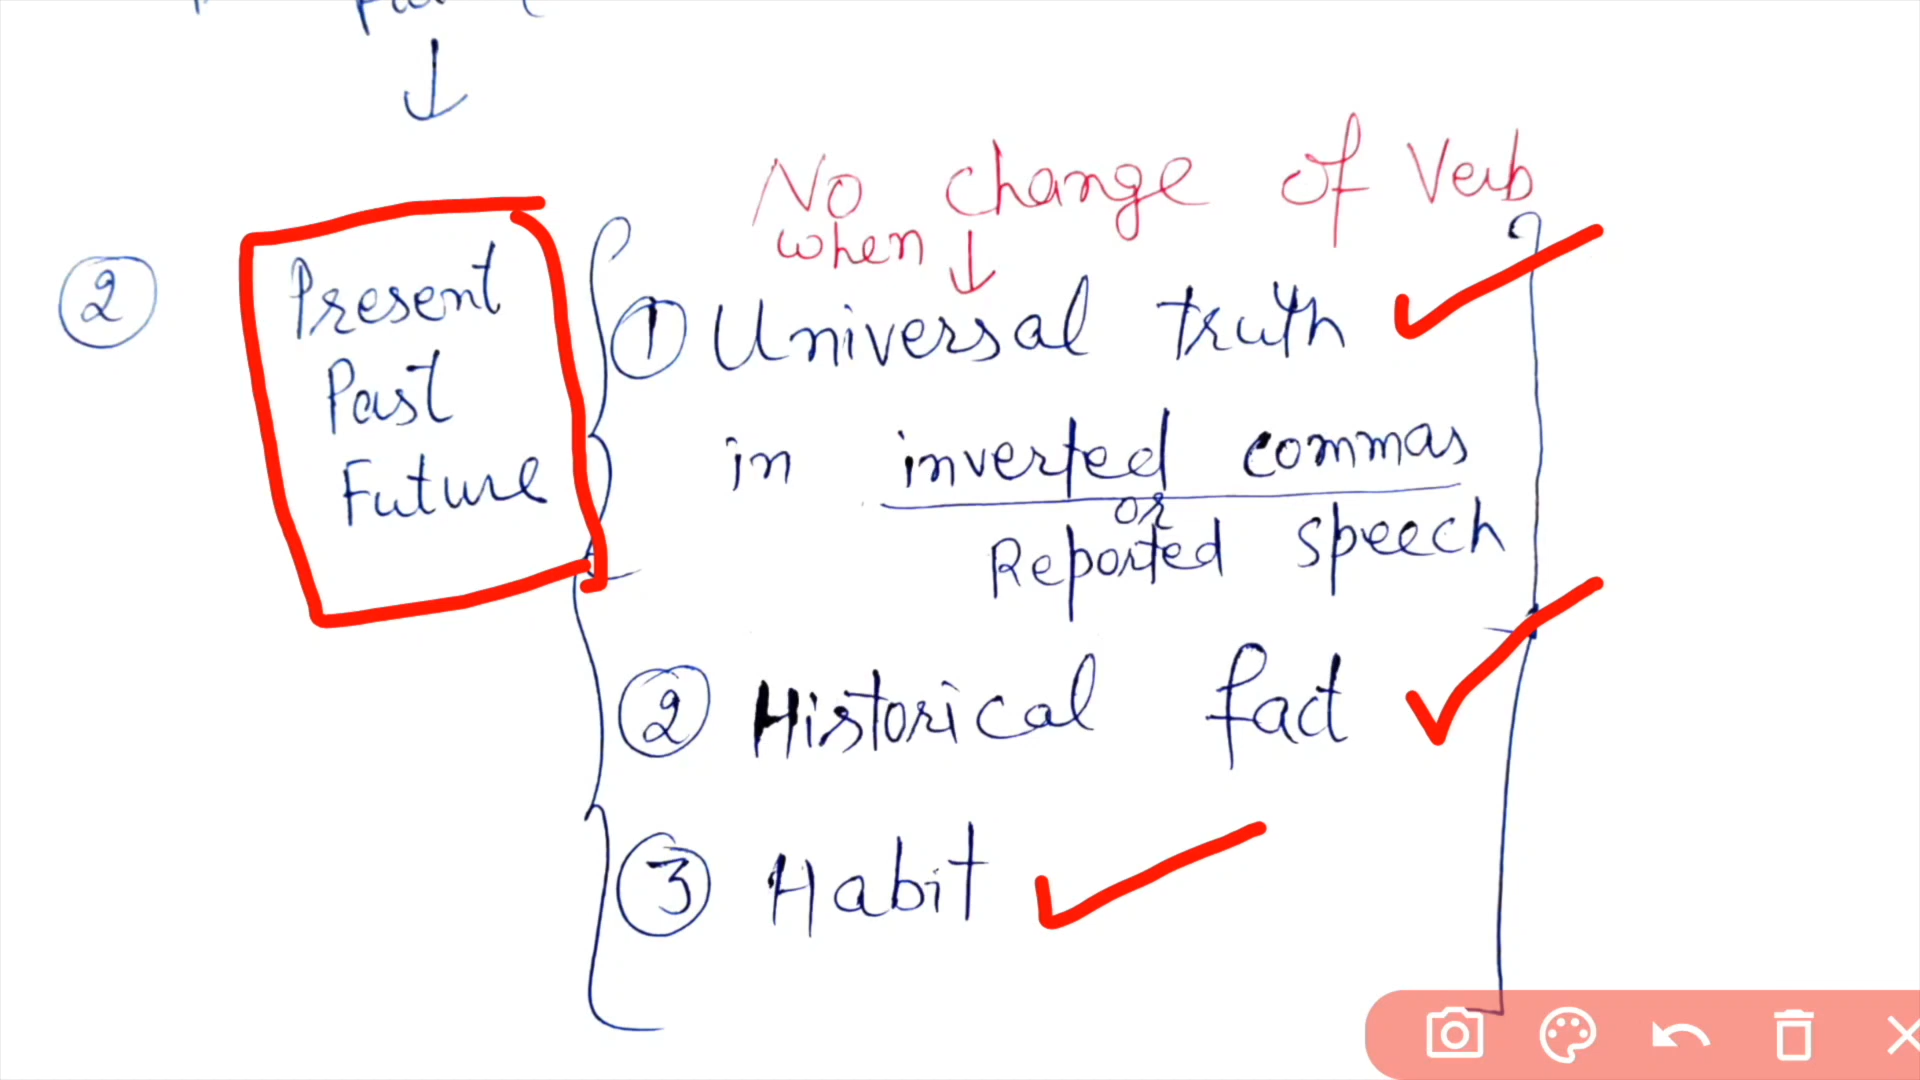 No change of Verb
when
② Present
Past
Future
① Universal truth
in inverted commas
or
Reported speech
② Historical fact
③ Habit